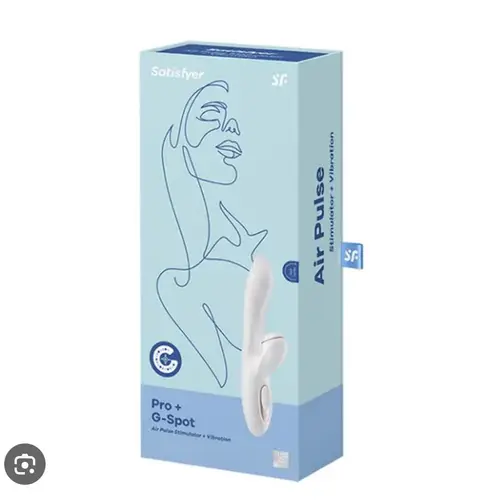 Satisfyer
SF.
Air Pulse
Stimulator + Vibration
SF.
Pro +
G-Spot
Air Pulse Stimulator + Vibration